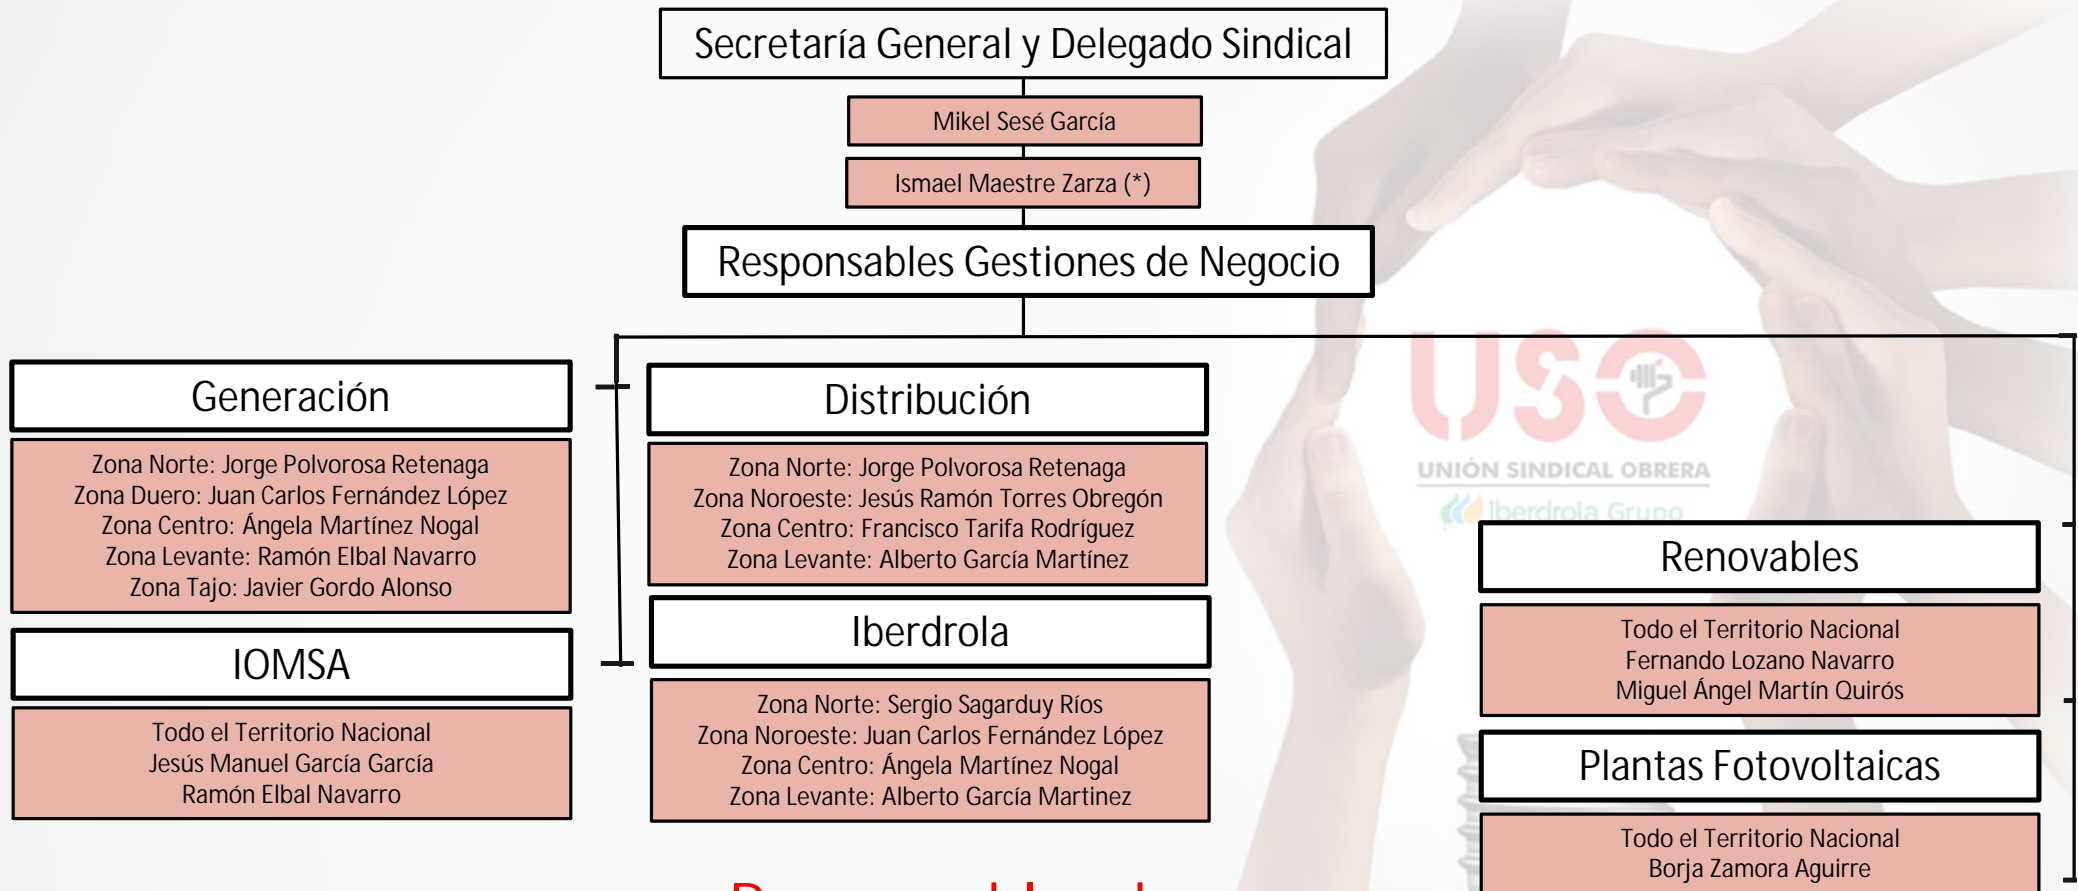 Secretaría General y Delegado Sindical
Mikel Sesé García
Ismael Maestre Zarza (*)
Responsables Gestiones de Negocio
Generación
Zona Norte: Jorge Polvorosa Retenaga
Zona Duero: Juan Carlos Fernández López
Zona Centro: Ángela Martínez Nogal
Zona Levante: Ramón Elbal Navarro
Zona Tajo: Javier Gordo Alonso
IOMSA
Todo el Territorio Nacional
Jesús Manuel García García
Ramón Elbal Navarro
Distribución
Zona Norte: Jorge Polvorosa Retenaga
Zona Noroeste: Jesús Ramón Torres Obregón
Zona Centro: Francisco Tarifa Rodríguez
Zona Levante: Alberto García Martínez
Iberdrola
Zona Norte: Sergio Sagarduy Ríos
Zona Noroeste: Juan Carlos Fernández López
Zona Centro: Ángela Martínez Nogal
Zona Levante: Alberto García Martinez
USO
UNIÓN SINDICAL OBRERA
Iberdrola Grupo
Renovables
Todo el Territorio Nacional
Fernando Lozano Navarro
Miguel Ángel Martín Quirós
Plantas Fotovoltaicas
Todo el Territorio Nacional
Borja Zamora Aguirre